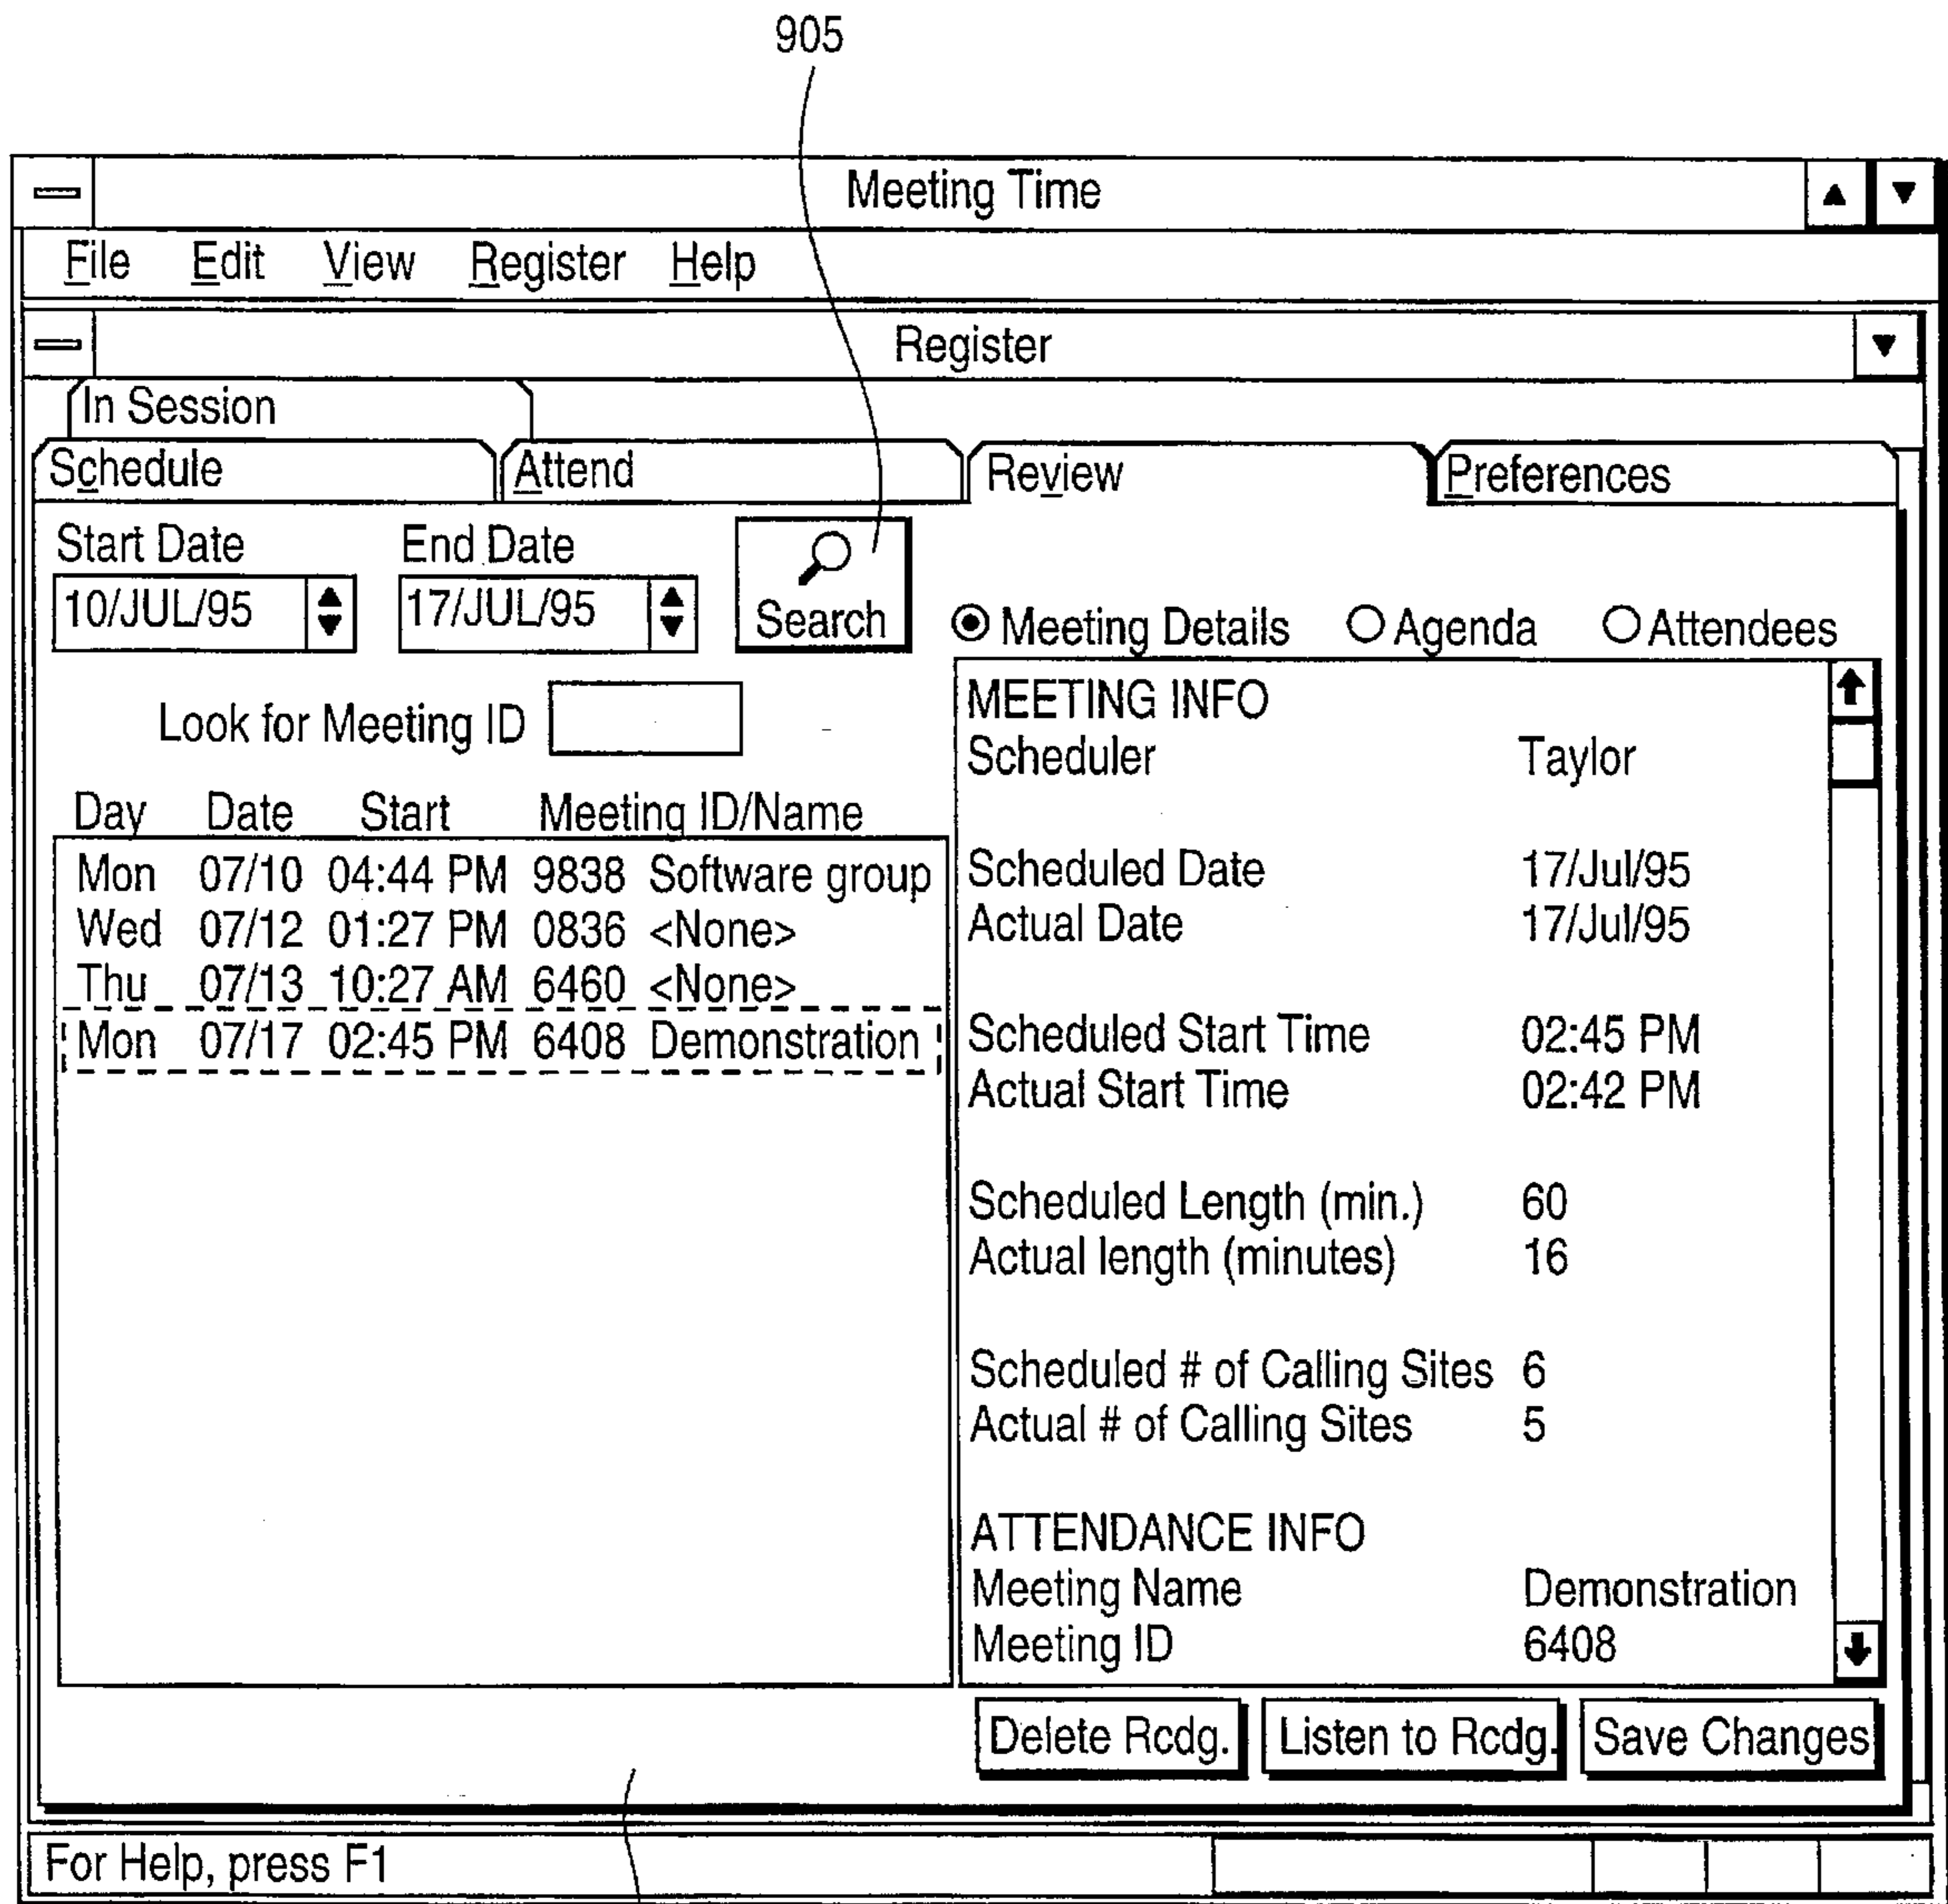 905
Meeting Time
File Edit View Register Help
Register
In Session
Schedule Attend Review Preferences
Start Date End Date
10/JUL/95 17/JUL/95 Search
Meeting Details Agenda Attendees
Look for Meeting ID
Day Date Start Meeting ID/Name
Mon 07/10 04:44 PM 9838 Software group
Wed 07/12 01:27 PM 0836 <None>
Thu 07/13 10:27 AM 6460 <None>
Mon 07/17 02:45 PM 6408 Demonstration
MEETING INFO
Scheduler Taylor
Scheduled Date 17/Jul/95
Actual Date 17/Jul/95
Scheduled Start Time 02:45 PM
Actual Start Time 02:42 PM
Scheduled Length (min.) 60
Actual length (minutes) 16
Scheduled # of Calling Sites 6
Actual # of Calling Sites 5
ATTENDANCE INFO
Meeting Name Demonstration
Meeting ID 6408
Delete Rcdg. Listen to Rcdg. Save Changes
For Help, press F1